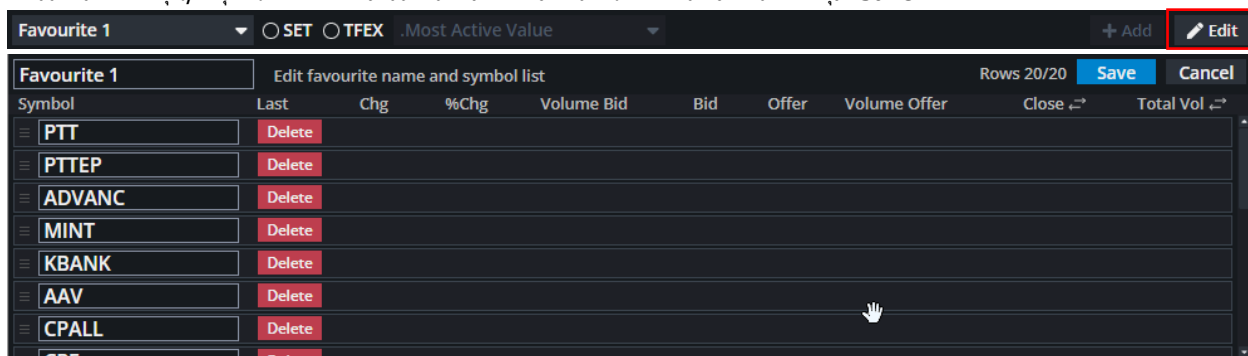 Favourite 1 SET TFEX .Most Active Value + Add Edit
Favourite 1 Edit favourite name and symbol list Rows 20/20 Save Cancel
Symbol Last Chg %Chg Volume Bid Bid Offer Volume Offer Close Total Vol
PTT Delete
PTTEP Delete
ADVANC Delete
MINT Delete
KBANK Delete
AAV Delete
CPALL Delete